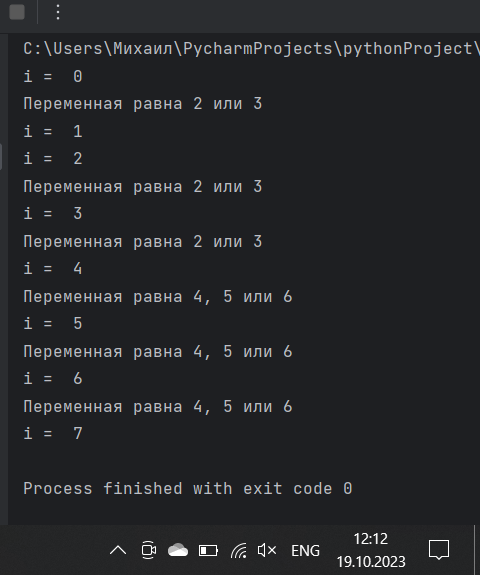 C:\Users\Михаил\PycharmProjects\pythonProject\
i =  0
Переменная равна 2 или 3
i =  1
i =  2
Переменная равна 2 или 3
i =  3
Переменная равна 2 или 3
i =  4
Переменная равна 4, 5 или 6
i =  5
Переменная равна 4, 5 или 6
i =  6
Переменная равна 4, 5 или 6
i =  7
Process finished with exit code 0
ENG
12:12
19.10.2023